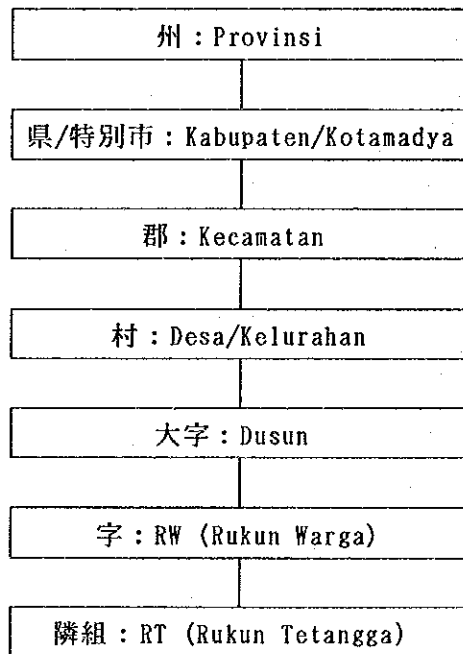 州：Provinsi
県/特別市：Kabupaten/Kotamadya
郡：Kecamatan
村：Desa/Kelurahan
大字：Dusun
字：RW (Rukun Warga)
隣組：RT (Rukun Tetangga)